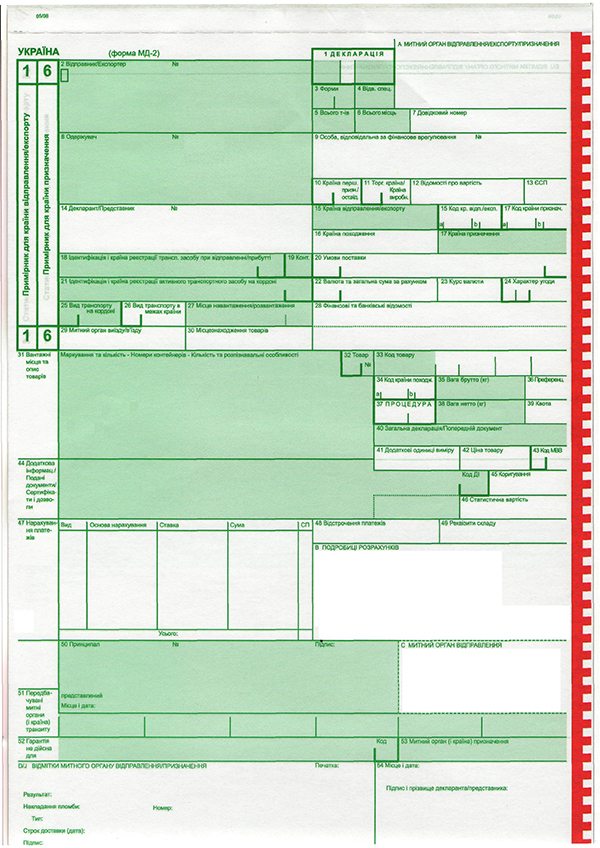 05/98
УКРАЇНА
(форма МД-2)
А МИТНИЙ ОРГАН ВІДПРАВЛЕННЯ/ЕКСПОРТУ/ПРИЗНАЧЕННЯ
1 ДЕКЛАРАЦІЯ
1 6
Примірник для країни відправлення/експорту
Примірник для країни призначення
2 Відправник/Експортер №
3 Форми
4 Відв. спец.
5 Всього т-ів
6 Всього місць
7 Довідковий номер
8 Одержувач №
9 Особа, відповідальна за фінансове врегулювання №
10 Країна перш.
призн./
остад.
11 Торг. країна/
Країна
виробн.
12 Відомості про вартість
13 ЄСП
14 Декларант/Представник №
15 Країна відправлення/експорту
15 Код кр. відп./експ.
a b
17 Код країни признач.
a b
16 Країна походження
17 Країна призначення
18 Ідентифікація і країна реєстрації трансп. засобу при відправленні/прибутті
19 Конт.
20 Умови поставки
21 Ідентифікація і країна реєстрації активного транспортного засобу на кордоні
22 Валюта та загальна сума за рахунком
23 Курс валюти
24 Характер угоди
25 Вид транспорту
на кордоні
26 Вид транспорту в
межах країни
27 Місце навантаження/розвантаження
28 Фінансові та банківські відомості
1 6
29 Митний орган виїзду/в'їзду
30 Місцезнаходження товарів
31 Вантажні
місця та
опис
товарів
Маркування та кількість - Номери контейнерів - Кількість та розпізнавальні особливості
32 Товар
№
33 Код товару
34 Код країни походж.
a b
35 Вага брутто (кг)
36 Преференц.
37 ПРОЦЕДУРА
38 Вага нетто (кг)
39 Квота
40 Загальна декларація/Попередній документ
41 Додаткові одиниці виміру
42 Ціна товару
43 Код МВВ
44 Додаткова
інформац./
Подані
документи/
Сертифіка-
ти і дозво-
ли
Код ДІ
45 Коригування
46 Статистична вартість
47 Нарахуван-
ня плате-
жів
Вид
Основа нарахування
Ставка
Сума
СП
Усього:
48 Відстрочення платежів
49 Реквізити складу
В ПОДРОБИЦІ РОЗРАХУНКІВ
50 Принципал №
Підпис:
С МИТНИЙ ОРГАН ВІДПРАВЛЕННЯ
представлений
Місце і дата:
51 Передба-
чувані
митні
органи
(і країна)
транзиту
52 Гарантія
не дійсна
для
Код
53 Митний орган (і країна) призначення
D/J ВІДМІТКИ МИТНОГО ОРГАНУ ВІДПРАВЛЕННЯ/ПРИЗНАЧЕННЯ
Печатка:
54 Місце і дата:
Результат:
Підпис і прізвище декларанта/представника:
Накладання пломби: Номер:
Тип:
Строк доставки (дата):
Підпис: